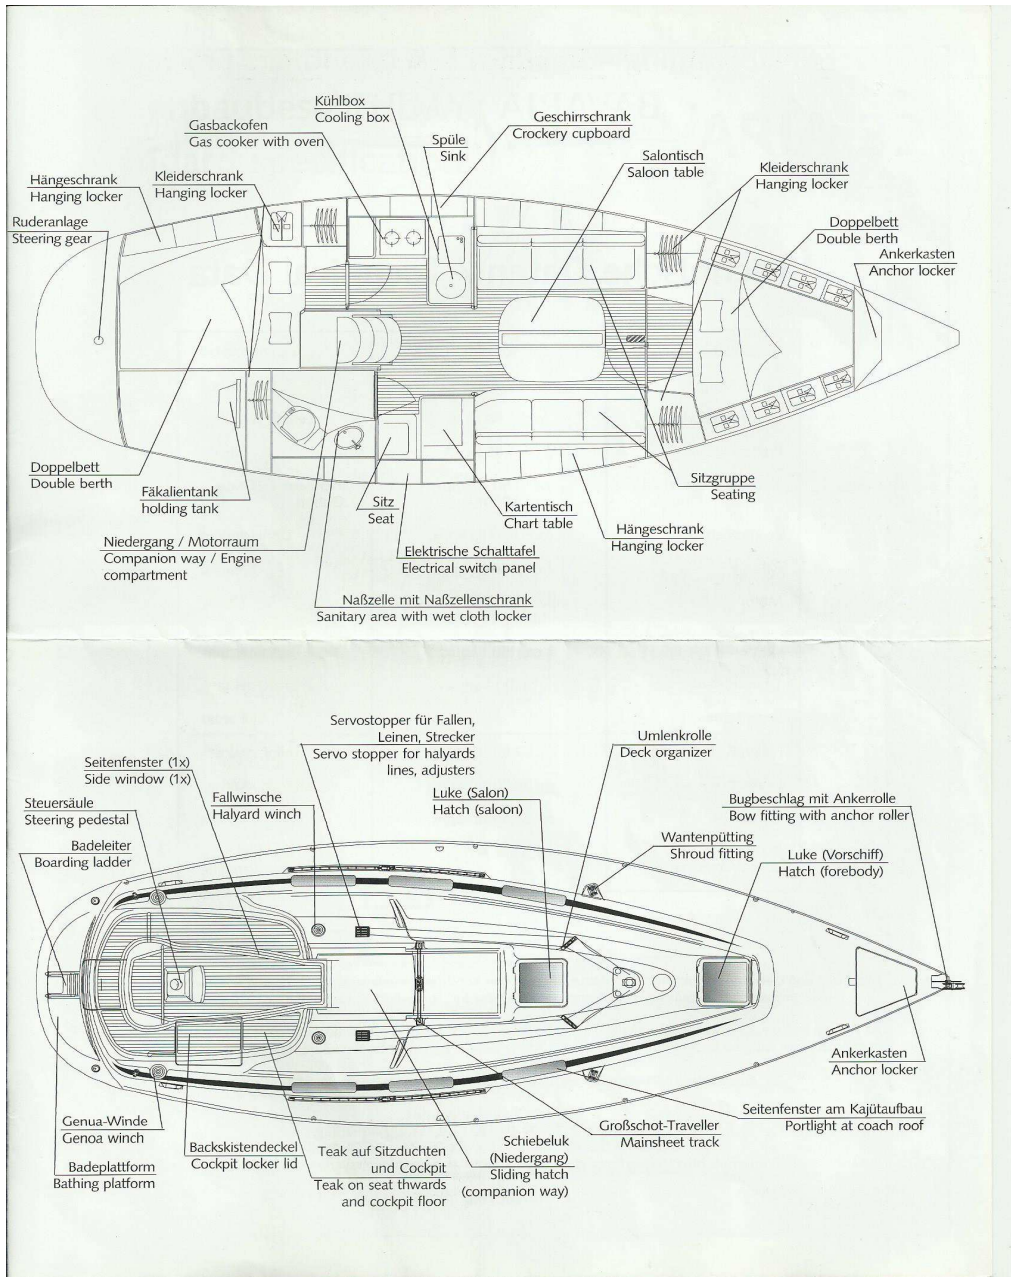 Kühlbox
Cooling box
Gasbackofen
Gas cooker with oven
Spüle
Sink
Geschirrschrank
Crockery cupboard
Salontisch
Saloon table
Kleiderschrank
Hanging locker
Hängeschrank
Hanging locker
Kleiderschrank
Hanging locker
Ruderanlage
Steering gear
Doppelbett
Double berth
Ankerkasten
Anchor locker
Doppelbett
Double berth
Fäkalientank
holding tank
Sitz
Seat
Kartentisch
Chart table
Sitzgruppe
Seating
Hängeschrank
Hanging locker
Niedergang / Motorraum
Companion way / Engine
compartment
Elektrische Schalttafel
Electrical switch panel
Naßzelle mit Naßzellenschrank
Sanitary area with wet cloth locker
Servostopper für Fallen,
Leinen, Strecker
Servo stopper for halyards
lines, adjusters
Umlenkrolle
Deck organizer
Seitenfenster (1x)
Side window (1x)
Steuersäule
Steering pedestal
Fallwinsche
Halyard winch
Luke (Salon)
Hatch (saloon)
Bugbeschlag mit Ankerrolle
Bow fitting with anchor roller
Badeleiter
Boarding ladder
Wantenpütting
Shroud fitting
Luke (Vorschiff)
Hatch (forebody)
Ankerkasten
Anchor locker
Genua-Winde
Genoa winch
Badeplattform
Bathing platform
Backskistendeckel
Cockpit locker lid
Teak auf Sitzduchten
und Cockpit
Teak on seat thwards
and cockpit floor
Schiebeluk
(Niedergang)
Sliding hatch
(companion way)
Großschot-Traveller
Mainsheet track
Seitenfenster am Kajütaufbau
Portlight at coach roof